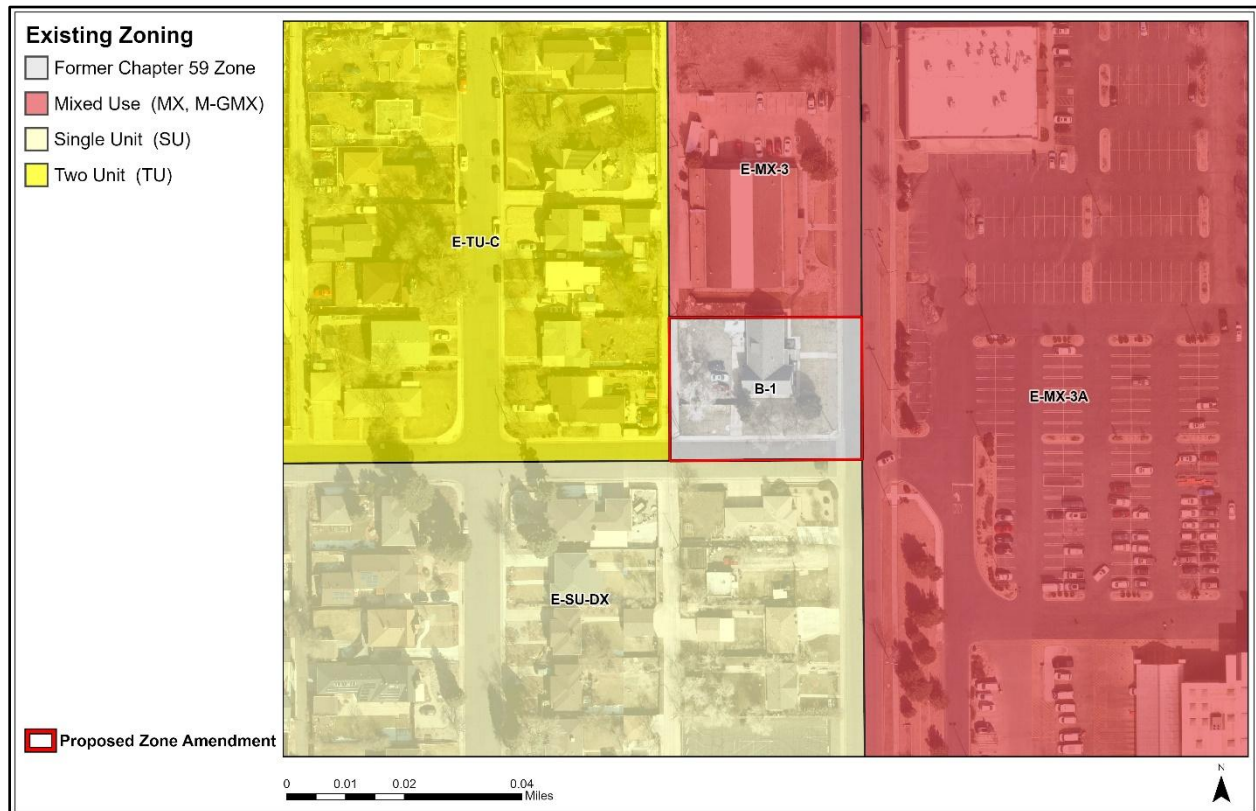 Existing Zoning
Former Chapter 59 Zone
Mixed Use (MX, M-GMX)
Single Unit (SU)
Two Unit (TU)
E-MX-3
E-TU-C
B-1
E-MX-3A
E-SU-DX
Proposed Zone Amendment
0 0.01 0.02 0.04
Miles
N